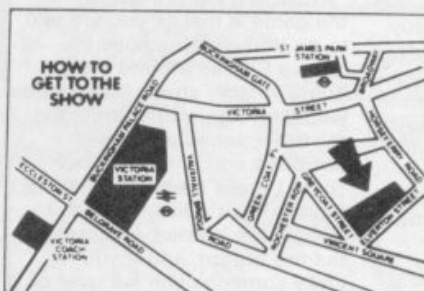 HOW TO
GET TO THE
SHOW
BUCKINGHAM GATE
ST JAMES PARK
STATION
BROADWAY
BUCKINGHAM PALACE ROAD
VICTORIA STREET
HORSEFERRY ROAD
ECCLESTON ST
VICTORIA
STATION
VAUXHALL BRIDGE
ROAD
GREEN COAT PL
ROCHESTER ROW
GREYCOAT STREET
ELVERTON STREET
VINCENT SQUARE
BELGRAVE ROAD
VICTORIA
COACH
STATION